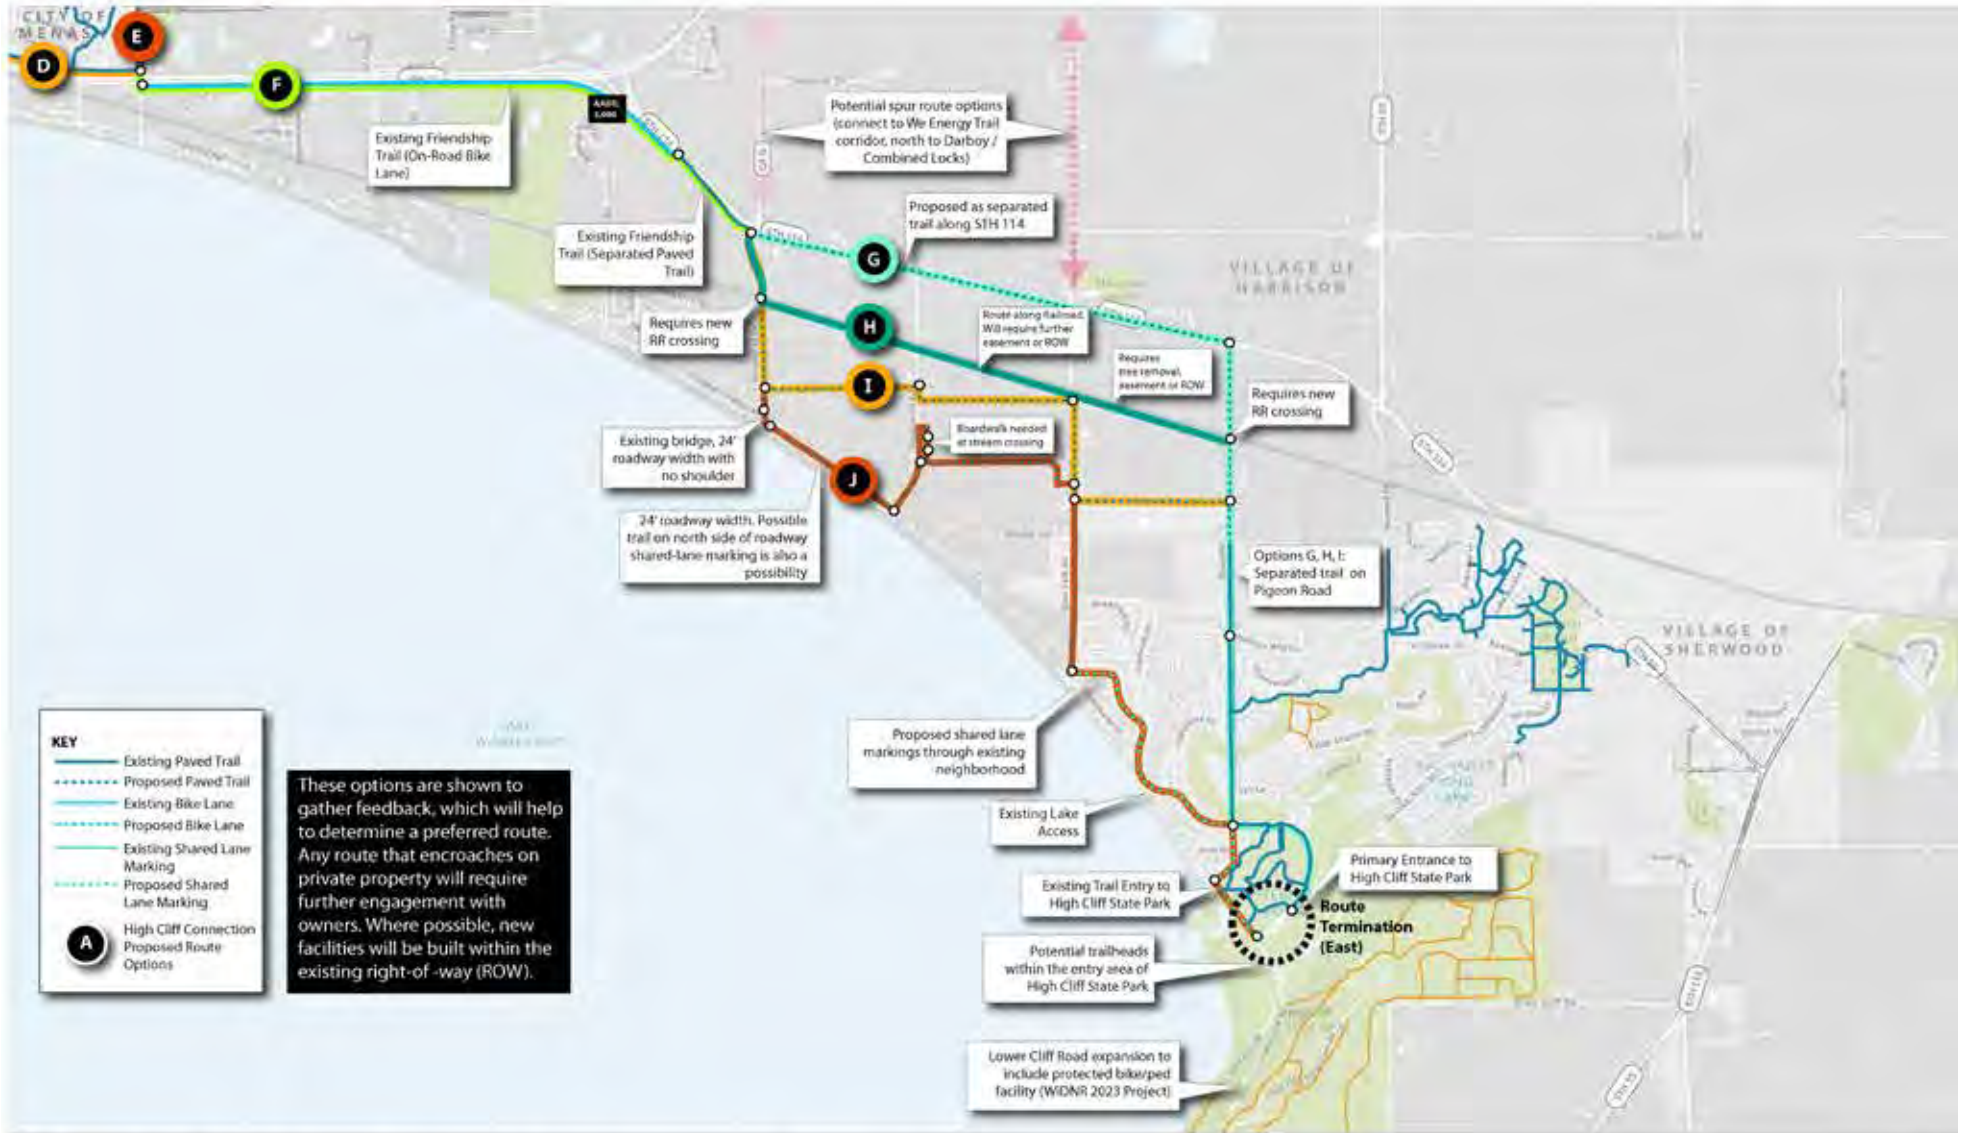 CITY OF
MENAS
D
E
F
Existing Friendship
Trail (On-Road Bike
Lane)
AADT:
Potential spur route options
(connect to We Energy Trail
corridor, north to Darboy /
Combined Locks)
Proposed as separated
trail along STH 114
Existing Friendship
Trail (Separated Paved
Trail)
STH 114
G
VILLAGE OF
HARRISON
Requires new
RR crossing
H
Route along Railroad.
Will require further
easement or ROW
Requires
tree removal,
easement or ROW
Requires new
RR crossing
I
Existing bridge, 24'
roadway width with
no shoulder
Boardwalk needed
at stream crossing
J
24' roadway width. Possible
trail on north side of roadway
shared-lane marking is also a
possibility
Options G, H, I:
Separated trail on
Pigeon Road
VILLAGE OF
SHERWOOD
Proposed shared lane
markings through existing
neighborhood
Existing Lake
Access
Existing Trail Entry to
High Cliff State Park
Primary Entrance to
High Cliff State Park
Route
Termination
(East)
Potential trailheads
within the entry area of
High Cliff State Park
Lower Cliff Road expansion to
include protected bike/ped
facility (WiDNR 2023 Project)
STH 55
KEY
Existing Paved Trail
Proposed Paved Trail
Existing Bike Lane
Proposed Bike Lane
Existing Shared Lane
Marking
Proposed Shared
Lane Marking
A
High Cliff Connection
Proposed Route
Options
These options are shown to
gather feedback, which will help
to determine a preferred route.
Any route that encroaches on
private property will require
further engagement with
owners. Where possible, new
facilities will be built within the
existing right-of -way (ROW).